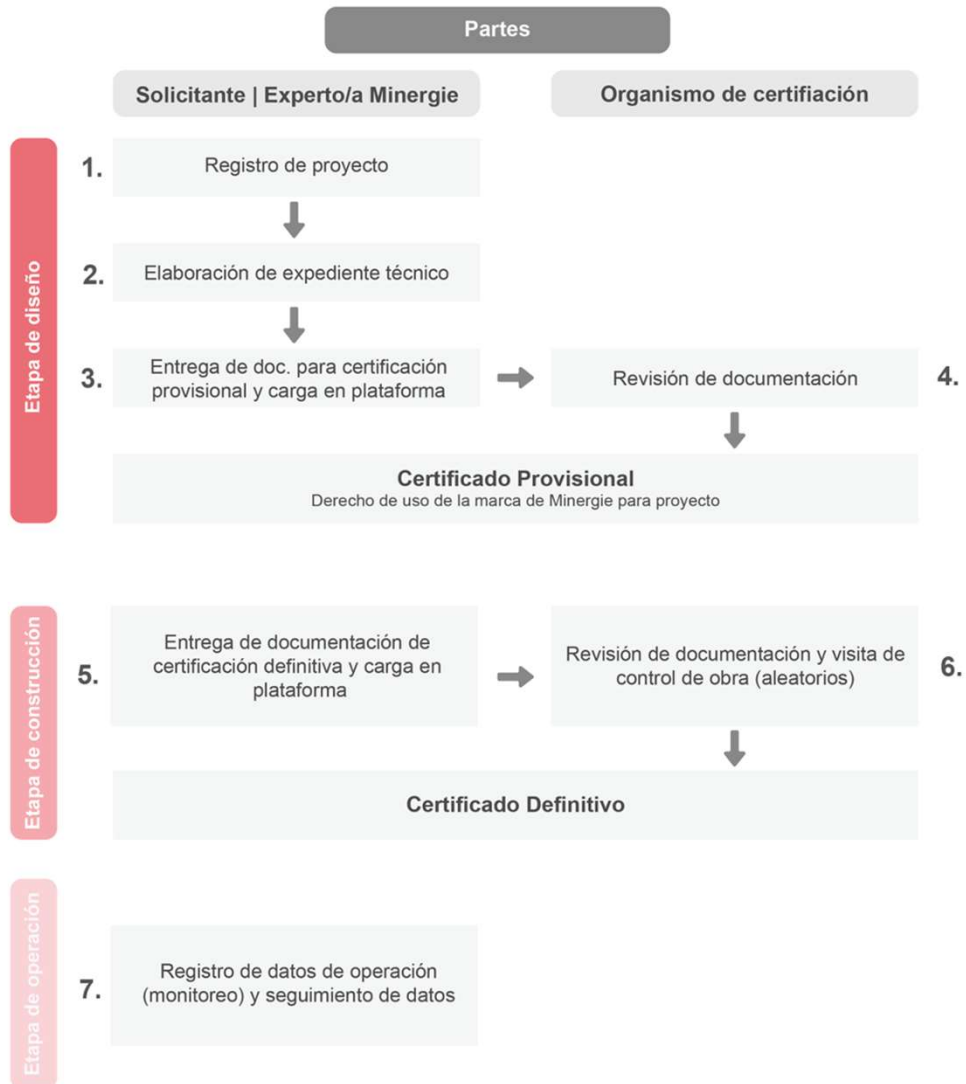 Partes
Solicitante | Experto/a Minergie
Organismo de certifiación
Etapa de diseño
1.
Registro de proyecto
2.
Elaboración de expediente técnico
3.
Entrega de doc. para certificación
provisional y carga en plataforma
Revisión de documentación
4.
Certificado Provisional
Derecho de uso de la marca de Minergie para proyecto
Etapa de construcción
5.
Entrega de documentación de
certificación definitiva y carga en
plataforma
Revisión de documentación y visita de
control de obra (aleatorios)
6.
Certificado Definitivo
Etapa de operación
7.
Registro de datos de operación
(monitoreo) y seguimiento de datos